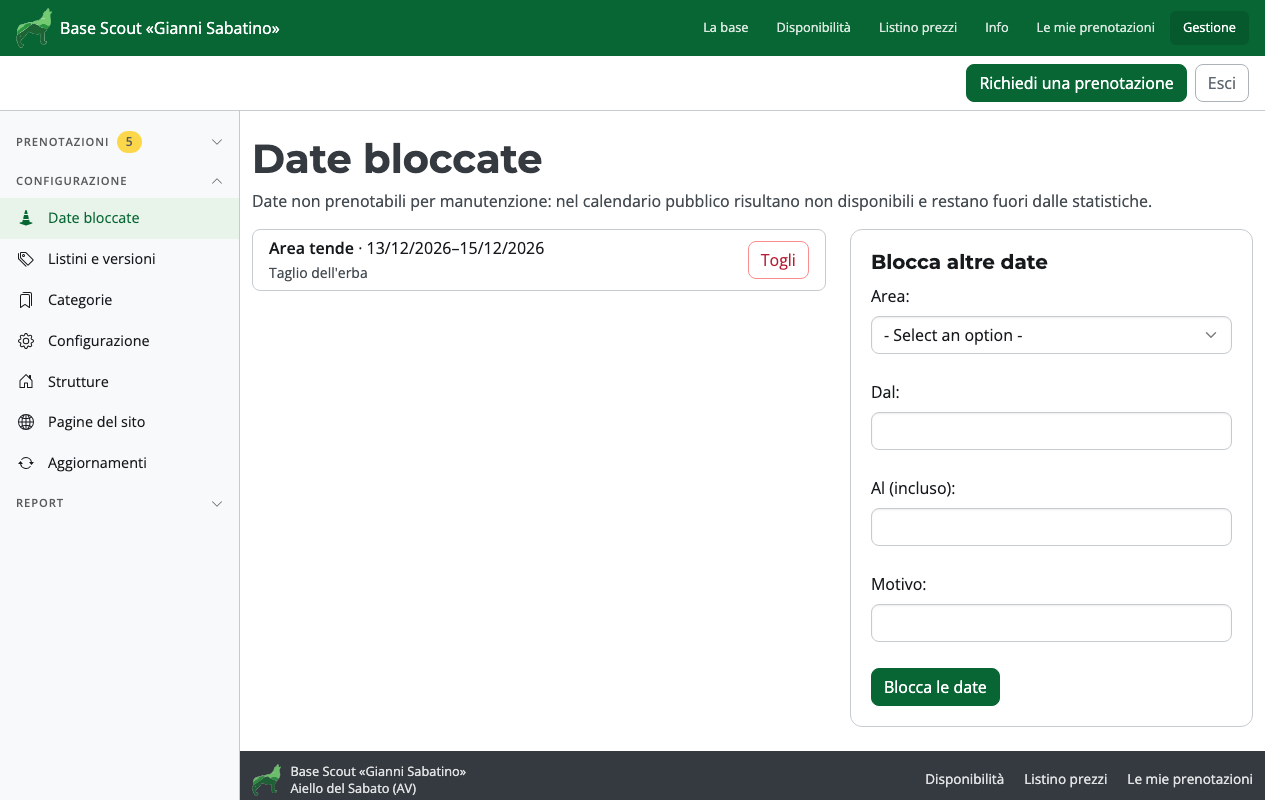 Base Scout «Gianni Sabatino»
La base
Disponibilità
Listino prezzi
Info
Le mie prenotazioni
Gestione
Richiedi una prenotazione
Esci
PRENOTAZIONI 5
CONFIGURAZIONE
Date bloccate
Listini e versioni
Categorie
Configurazione
Strutture
Pagine del sito
Aggiornamenti
REPORT
Date bloccate
Date non prenotabili per manutenzione: nel calendario pubblico risultano non disponibili e restano fuori dalle statistiche.
Area tende · 13/12/2026–15/12/2026
Taglio dell'erba
Togli
Blocca altre date
Area:
- Select an option -
Dal:
Al (incluso):
Motivo:
Blocca le date
Base Scout «Gianni Sabatino»
Aiello del Sabato (AV)
Disponibilità
Listino prezzi
Le mie prenotazioni